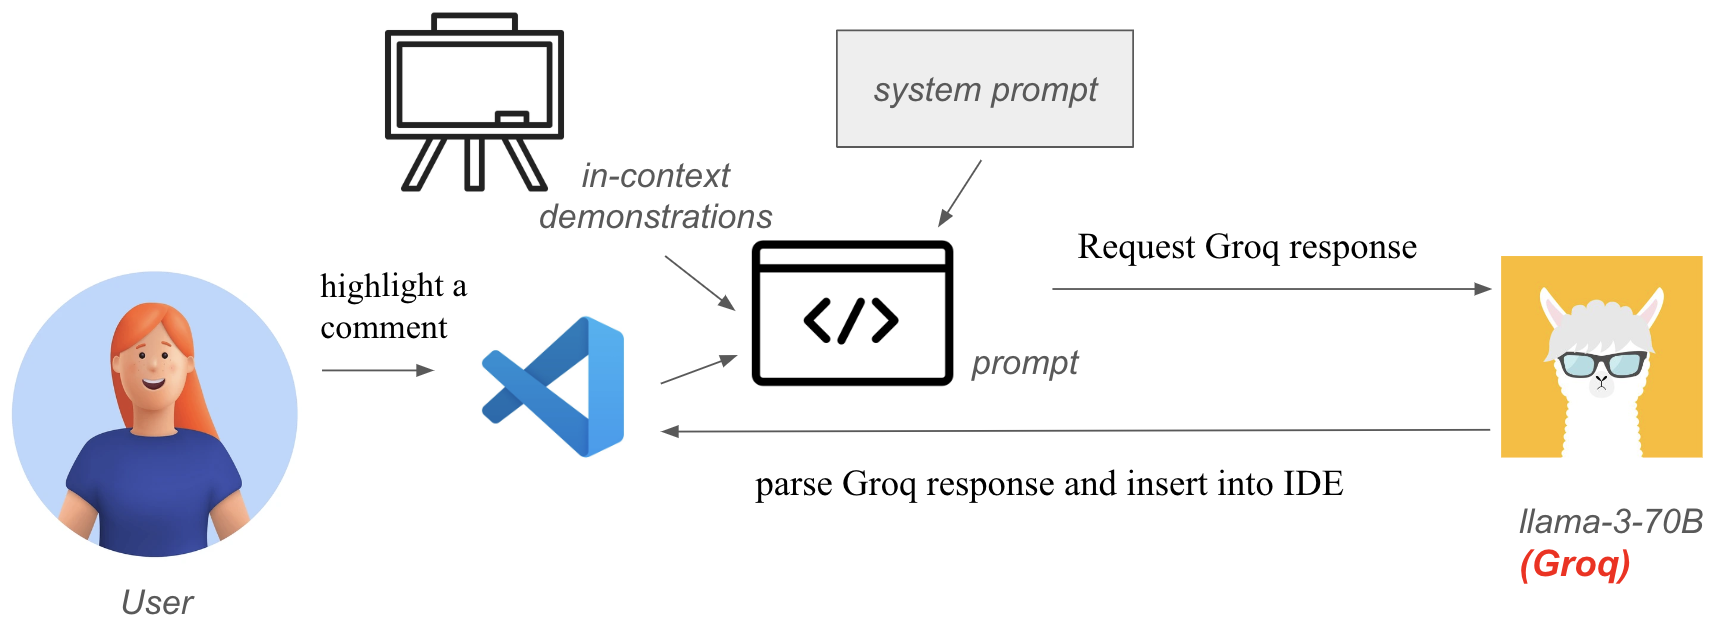 system prompt
in-context
demonstrations
highlight a
comment
Request Groq response
</>
prompt
parse Groq response and insert into IDE
llama-3-70B
(Groq)
User